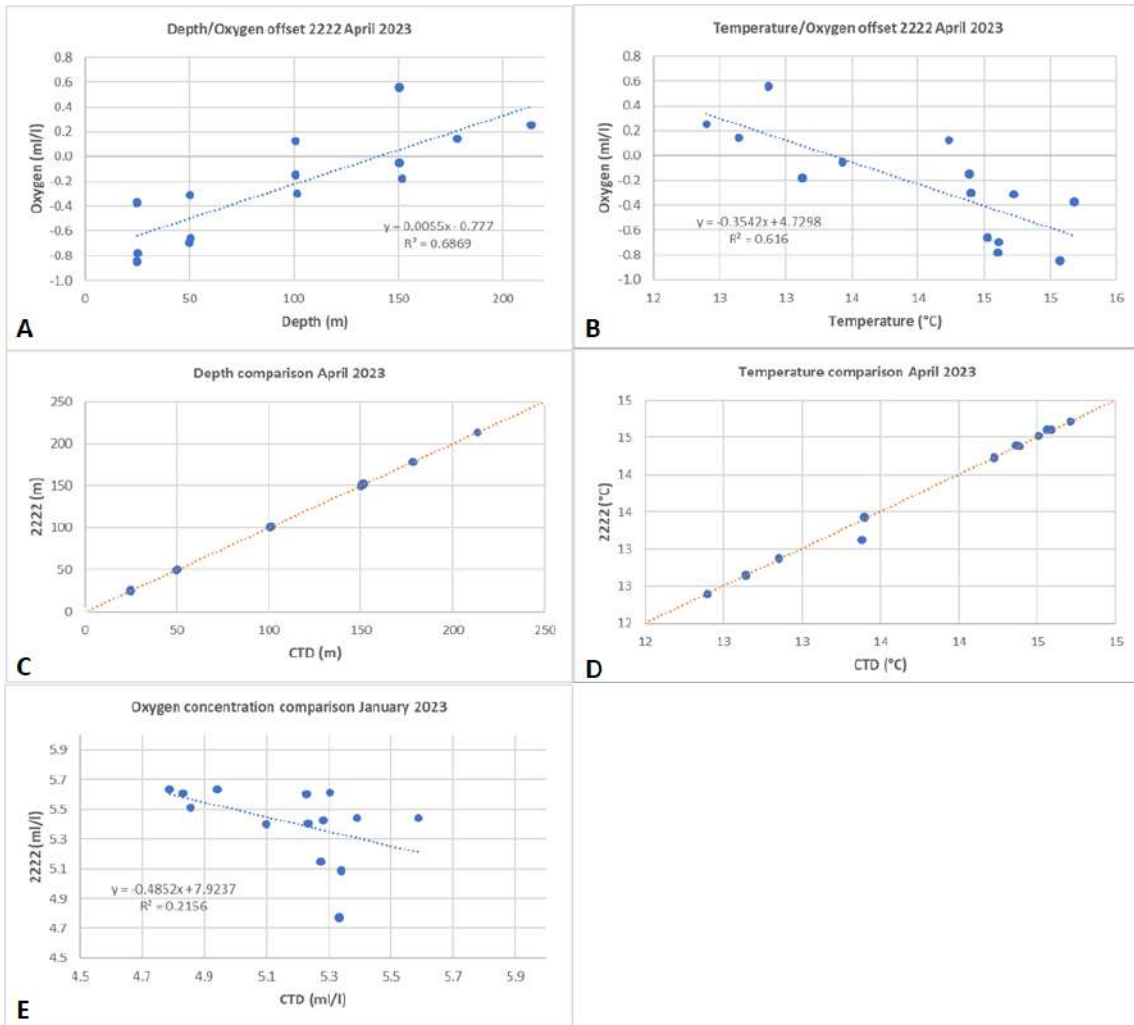 Depth/Oxygen offset 2222 April 2023
0.8
0.6
0.4
0.2
0.0
-0.2
-0.4
-0.6
-0.8
-1.0
Oxygen (ml/l)
y = 0.0055x - 0.777
R² = 0.6869
0 50 100 150 200
Depth (m)
A
Temperature/Oxygen offset 2222 April 2023
0.8
0.6
0.4
0.2
0.0
-0.2
-0.4
-0.6
-0.8
-1.0
Oxygen (ml/l)
y = -0.3542x + 4.7298
R² = 0.616
12 13 13 14 14 15 15 16
Temperature (°C)
B
Depth comparison April 2023
250
200
150
100
50
0
2222 (m)
0 50 100 150 200 250
CTD (m)
C
Temperature comparison April 2023
15
15
14
14
13
13
12
2222 (°C)
12 13 13 14 14 15 15
CTD (°C)
D
Oxygen concentration comparison January 2023
5.9
5.7
5.5
5.3
5.1
4.9
4.7
4.5
2222 (ml/l)
y = -0.4852x + 7.9237
R² = 0.2156
4.5 4.7 4.9 5.1 5.3 5.5 5.7 5.9
CTD (ml/l)
E